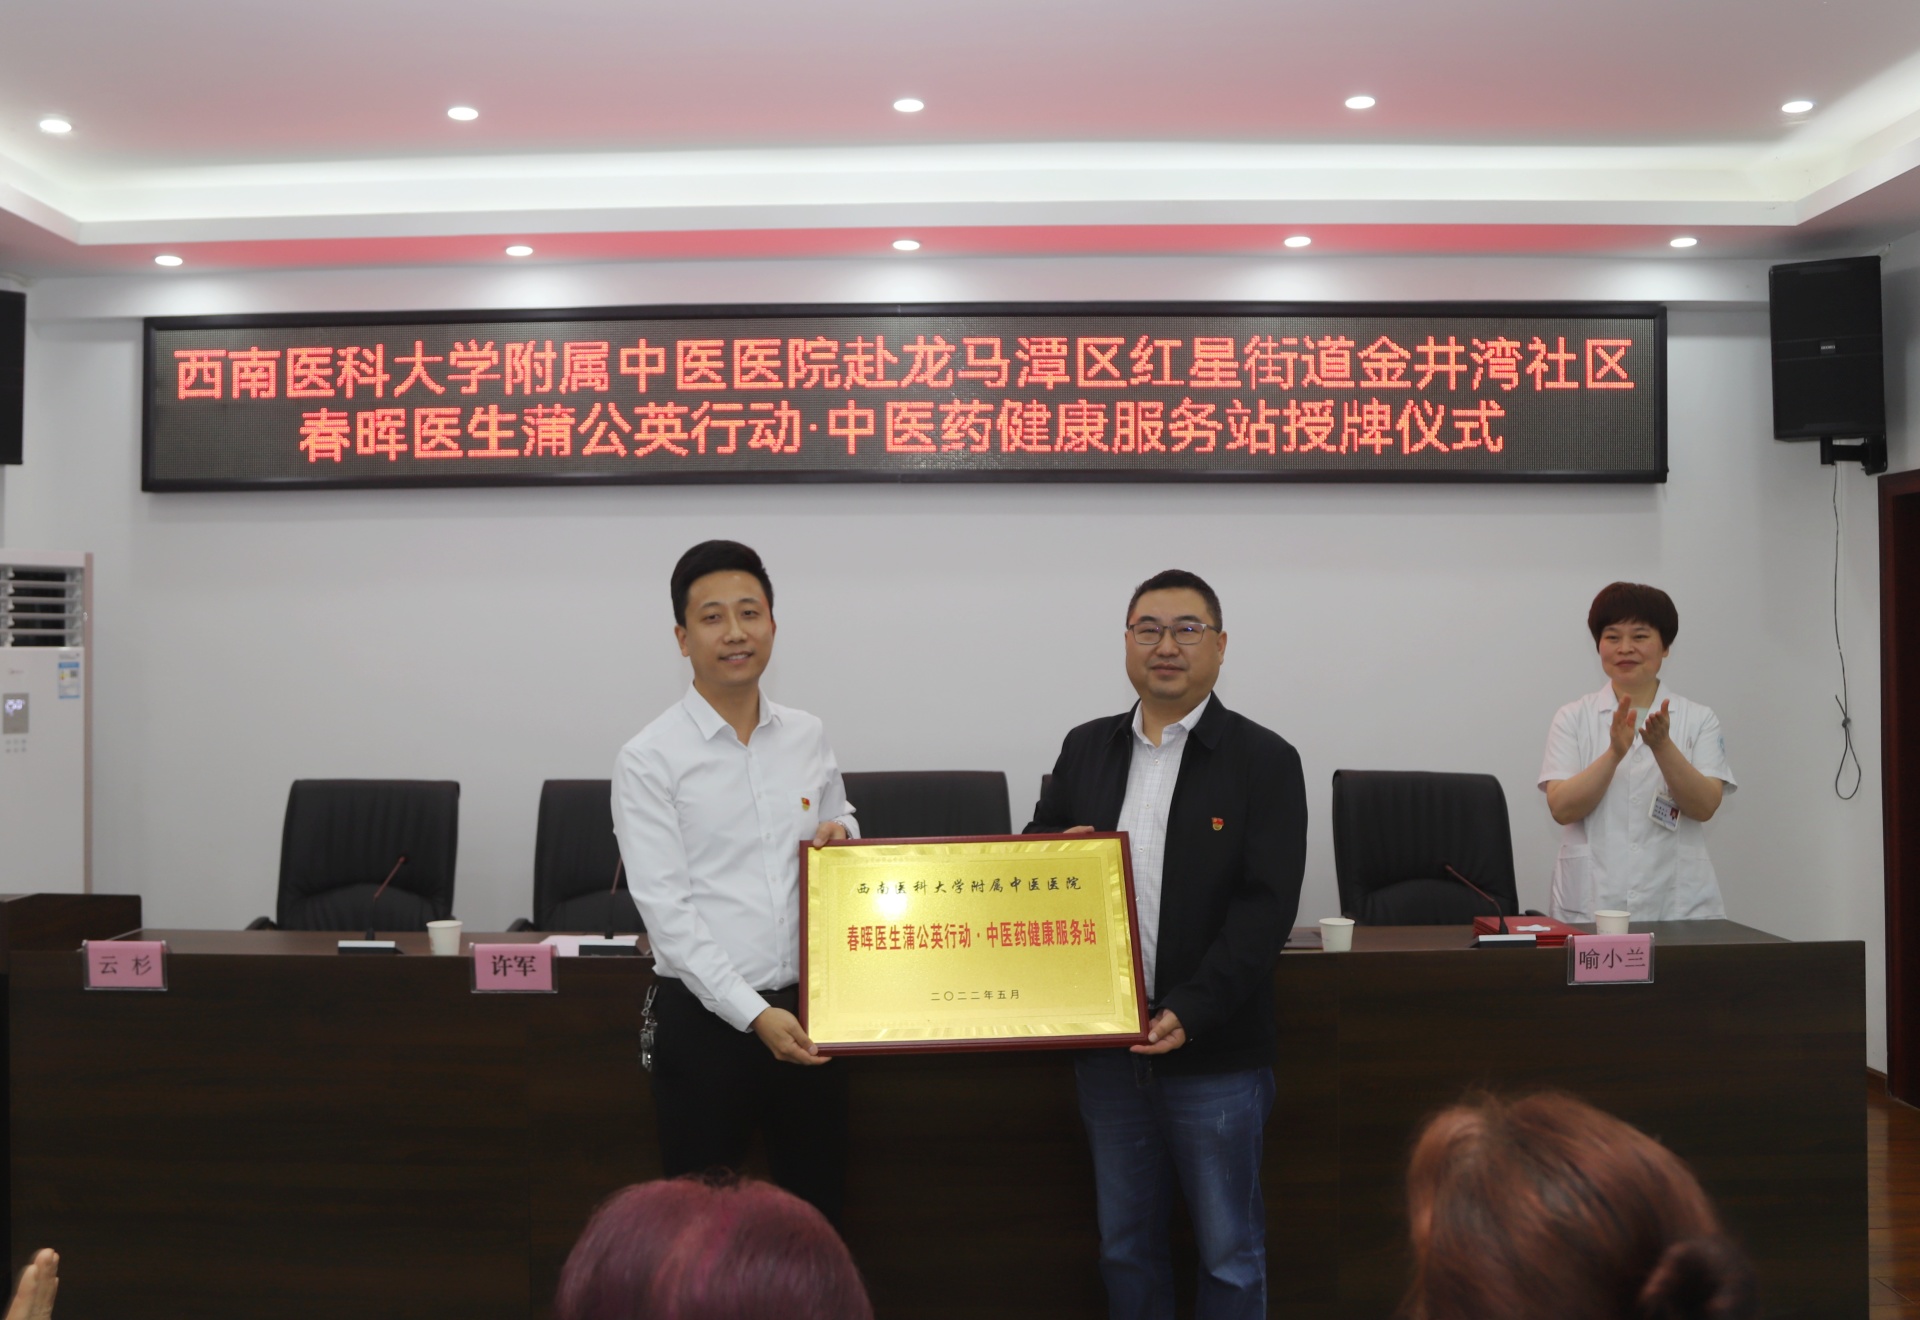 西南医科大学附属中医医院赴龙马潭区红星街道金井湾社区
春晖医生蒲公英行动·中医药健康服务站授牌仪式
西南医科大学附属中医医院
春晖医生蒲公英行动·中医药健康服务站
二〇二二年五月
云杉
许军
喻小兰